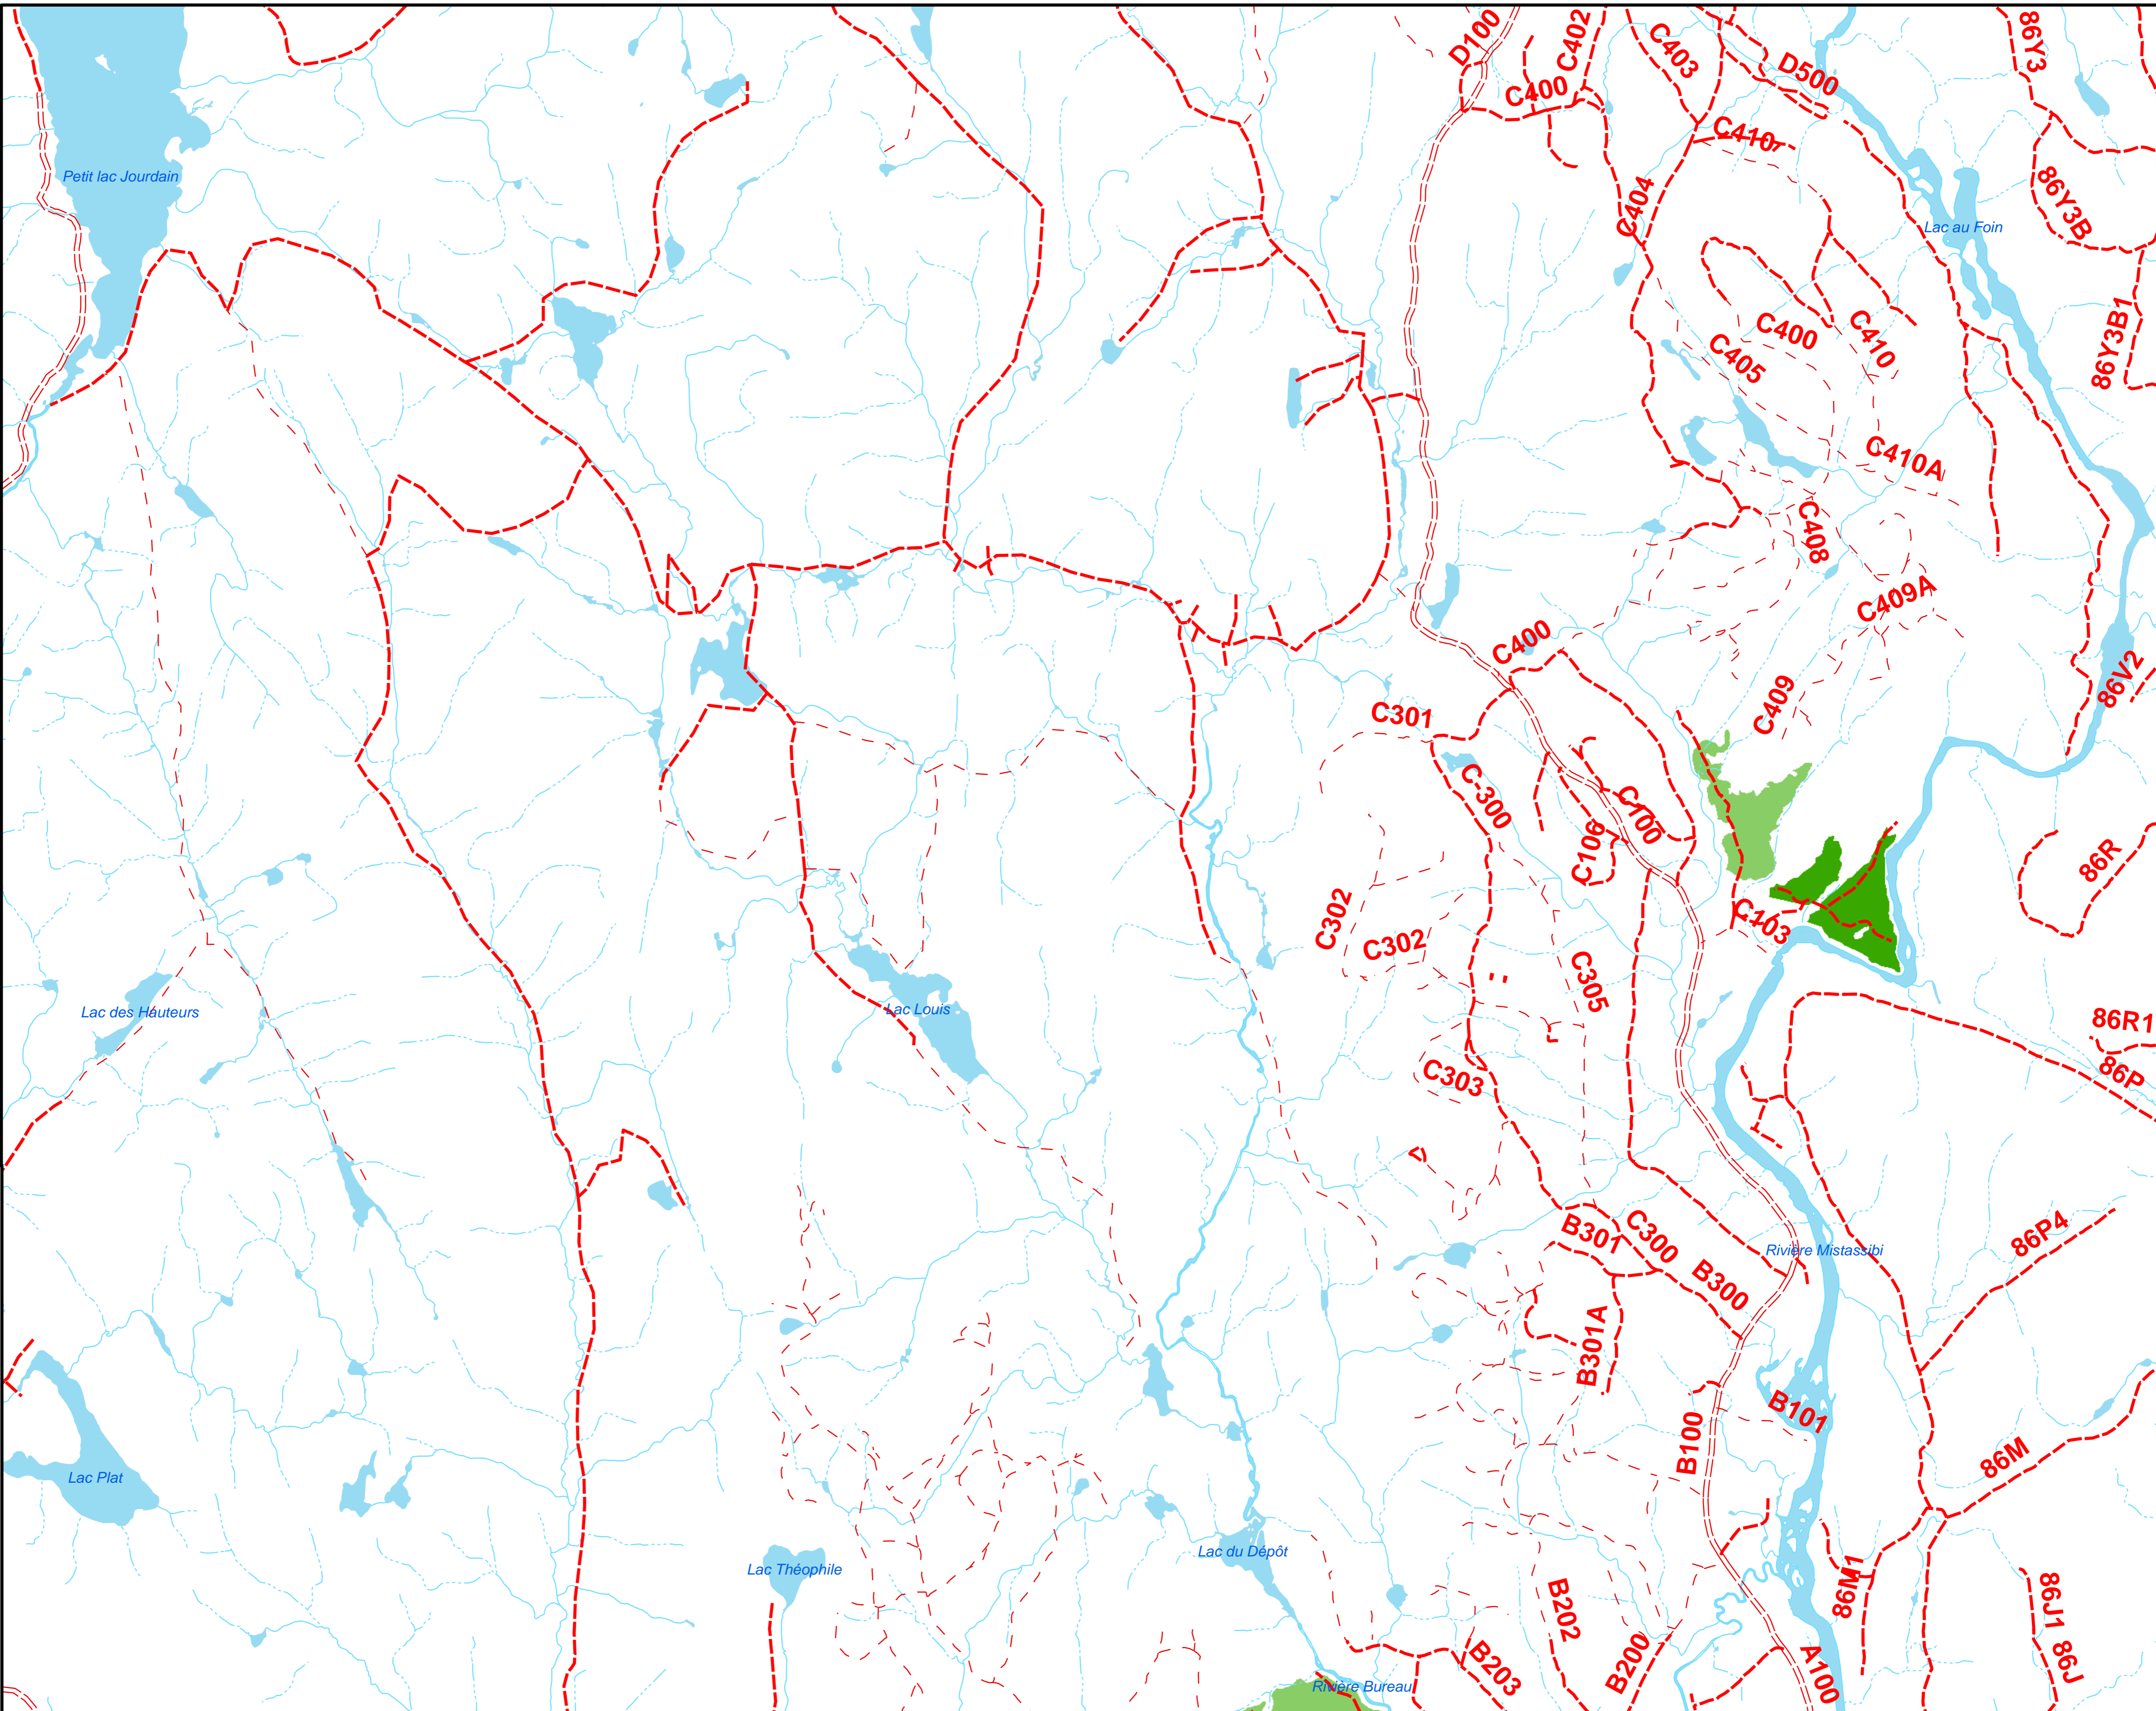 D100
C402
C403
86Y3
D500
C400
C410
Petit lac Jourdain
C404
86Y3B
Lac au Foin
C400
C410
86Y3B1
C405
C410A
C408
C409A
C400
86V2
C409
C301
C-300
C100
C106
86R
C302
C103
C302
C305
Lac des Hauteurs
Lac Louis
86R1
C303
86P
B301
C300
86P4
Rivière Mistassibi
B300
B301A
B101
B100
86M
Lac Plat
Lac du Dépôt
Lac Théophile
86M1
B202
86J1
B200
86J
B203
A100
Rivière Bureau